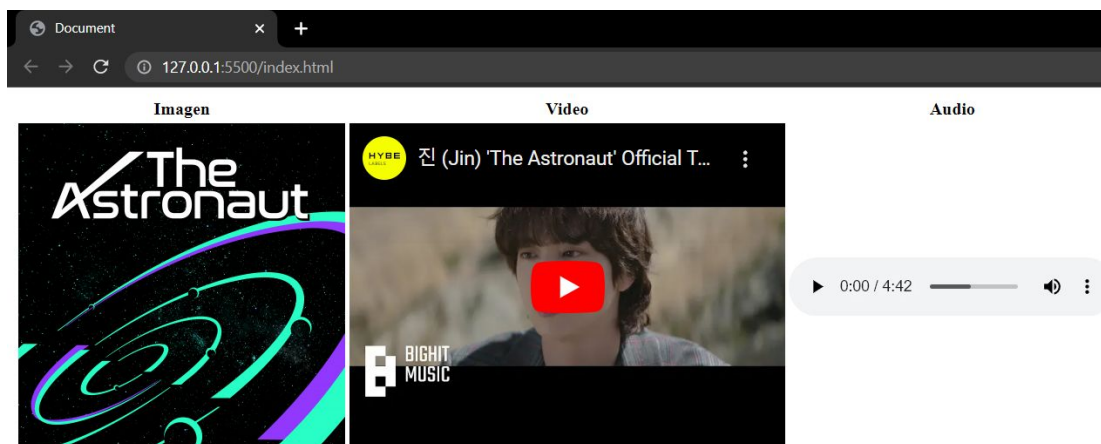 Document
127.0.0.1:5500/index.html
Imagen
Video
Audio
The
Astronaut
HYBE
LABELS
진 (Jin) 'The Astronaut' Official T...
BIGHIT
MUSIC
0:00 / 4:42